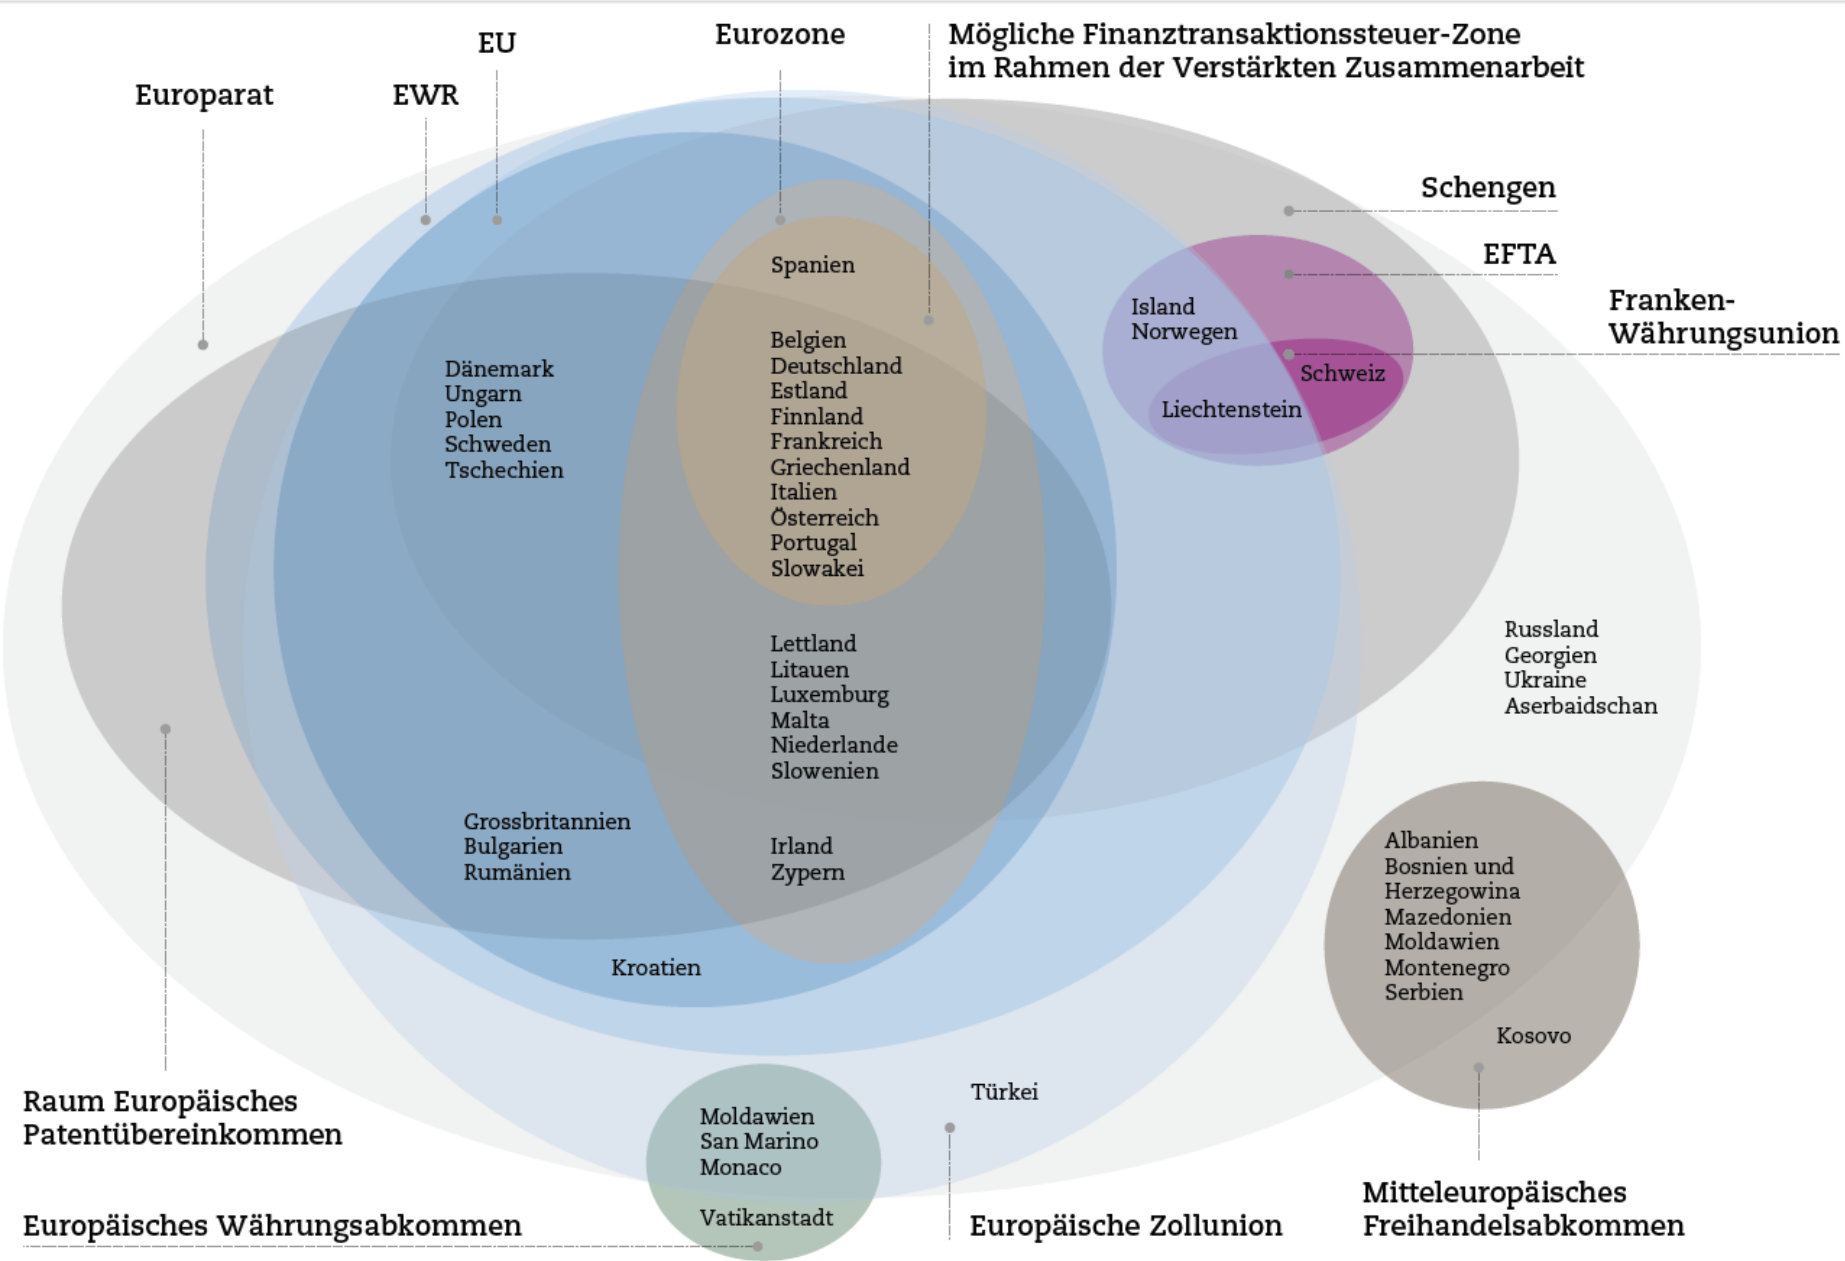 EU
Eurozone
Mögliche Finanztransaktionssteuer-Zone
im Rahmen der Verstärkten Zusammenarbeit
Europarat
EWR
Schengen
EFTA
Franken-
Währungsunion
Spanien
Belgien
Deutschland
Estland
Finnland
Frankreich
Griechenland
Italien
Österreich
Portugal
Slowakei
Island
Norwegen
Schweiz
Liechtenstein
Dänemark
Ungarn
Polen
Schweden
Tschechien
Lettland
Litauen
Luxemburg
Malta
Niederlande
Slowenien
Russland
Georgien
Ukraine
Aserbaidschan
Grossbritannien
Bulgarien
Rumänien
Irland
Zypern
Kroatien
Albanien
Bosnien und
Herzegowina
Mazedonien
Moldawien
Montenegro
Serbien
Kosovo
Türkei
Moldawien
San Marino
Monaco
Vatikanstadt
Raum Europäisches
Patentübereinkommen
Europäisches Währungsabkommen
Europäische Zollunion
Mitteleuropäisches
Freihandelsabkommen